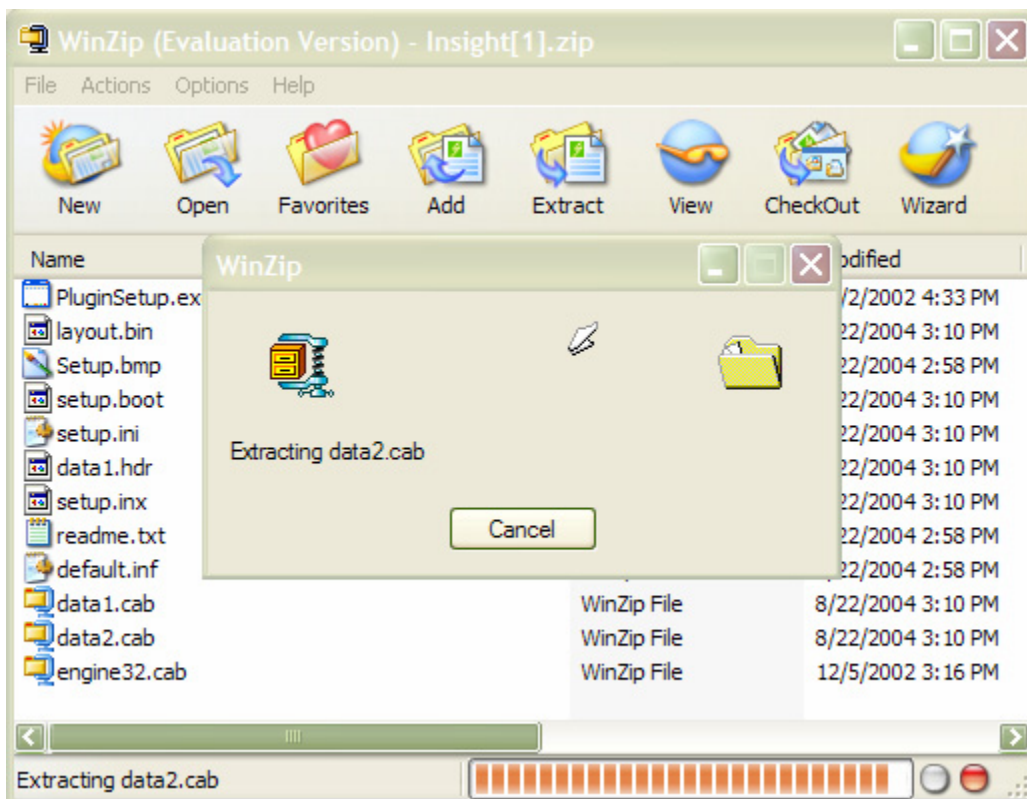 WinZip (Evaluation Version) - Insight[1].zip
File Actions Options Help
New Open Favorites Add Extract View CheckOut Wizard
Name odified
PluginSetup.ex /2/2002 4:33 PM
layout.bin 22/2004 3:10 PM
Setup.bmp 22/2004 2:58 PM
setup.boot 22/2004 3:10 PM
setup.ini 22/2004 3:10 PM
data1.hdr 22/2004 3:10 PM
setup.inx 22/2004 3:10 PM
readme.txt 22/2004 2:58 PM
default.inf 22/2004 2:58 PM
data1.cab WinZip File 8/22/2004 3:10 PM
data2.cab WinZip File 8/22/2004 3:10 PM
engine32.cab WinZip File 12/5/2002 3:16 PM
WinZip
Extracting data2.cab
Cancel
Extracting data2.cab